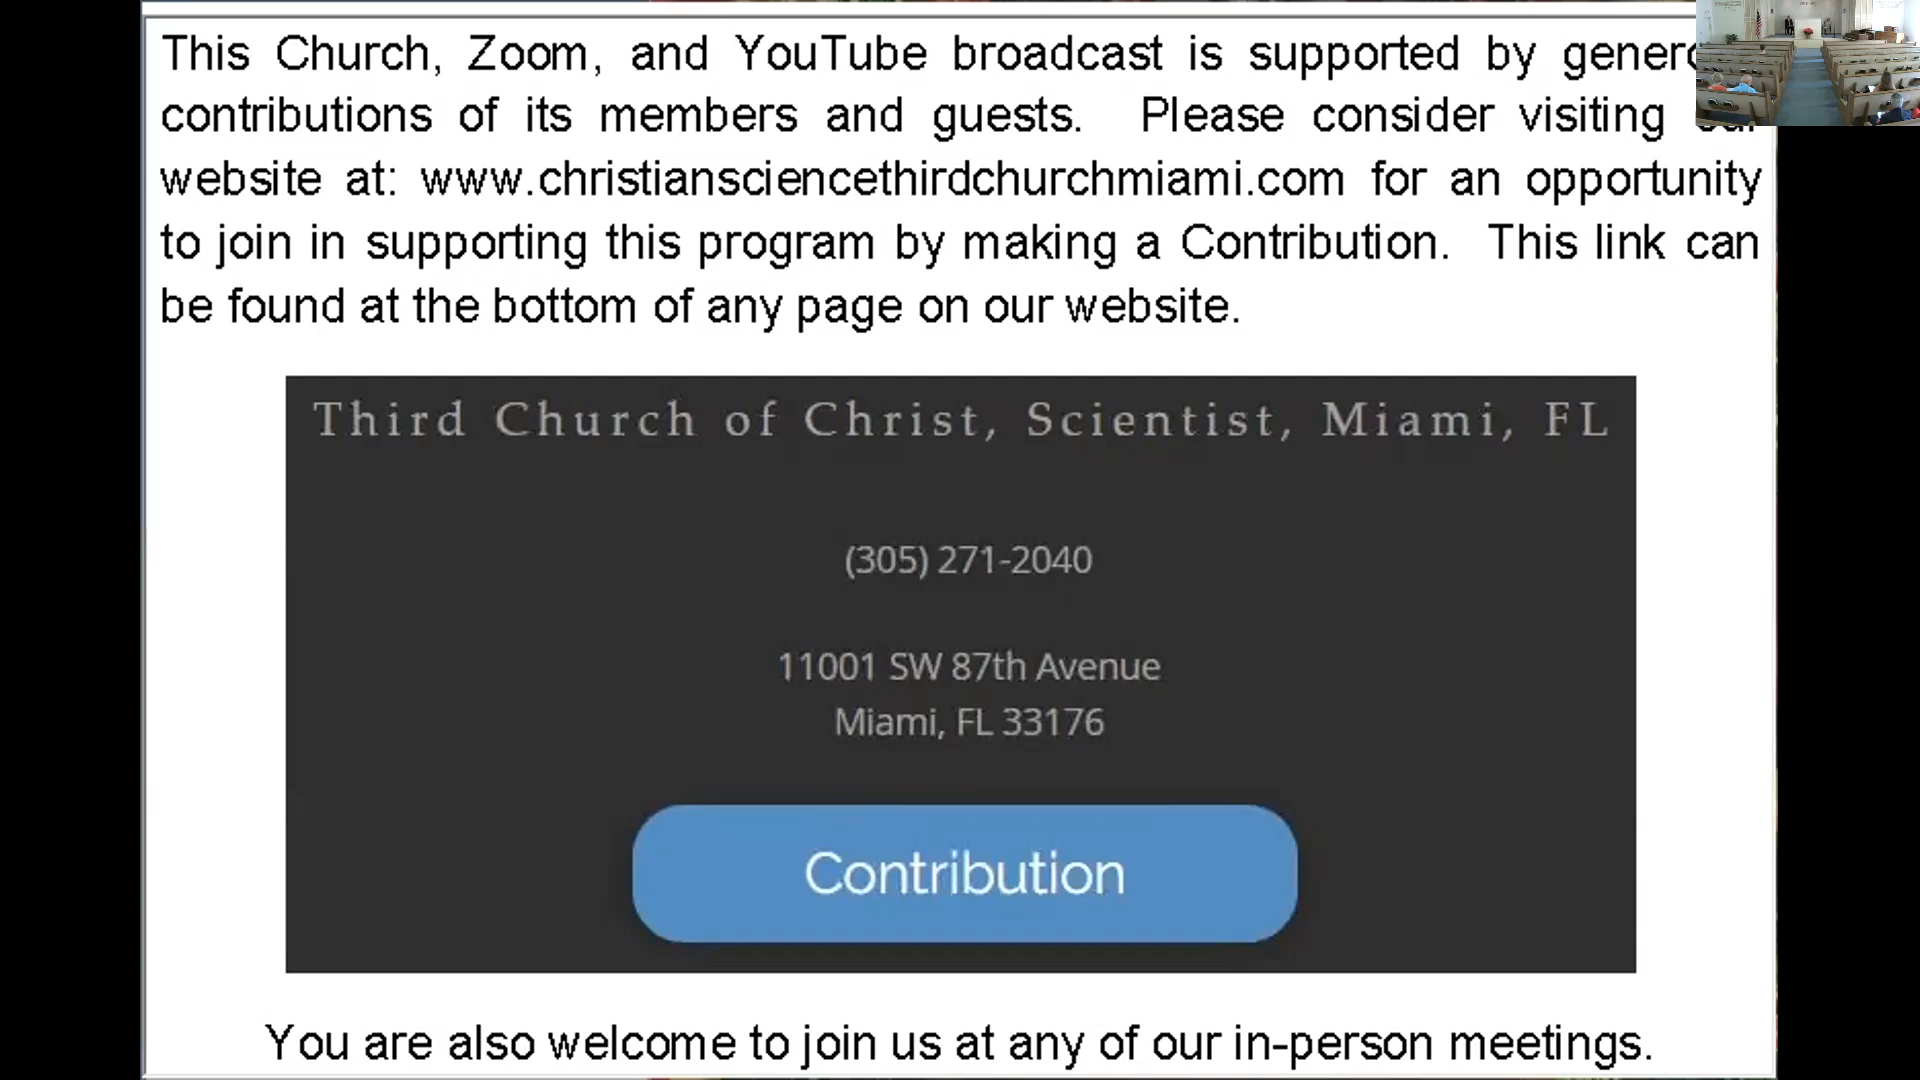 This Church, Zoom, and YouTube broadcast is supported by
contributions of its members and guests. Please consider visiting
website at: www.christiansciencethirdchurchmiami.com for an opportunity
to join in supporting this program by making a Contribution. This link can
be found at the bottom of any page on our website.
Third Church of Christ, Scientist, Miami, FL
(305) 271-2040
11001 SW 87th Avenue
Miami, FL 33176
Contribution
You are also welcome to join us at any of our in-person meetings.